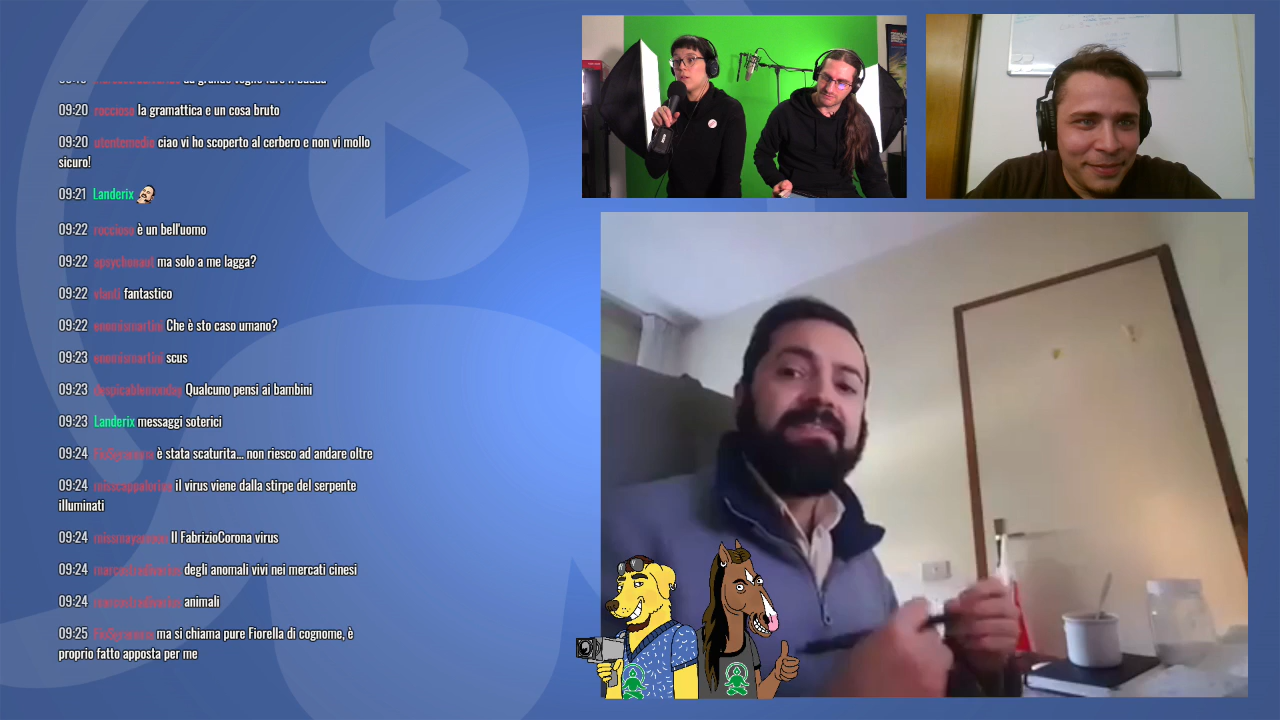 09:20 roccioso la gramattica e un cosa bruto
09:20 utentemedio ciao vi ho scoperto al cerbero e non vi mollo
sicuro!
09:21 Landerix
09:22 roccioso è un bell'uomo
09:22 apsychonaut ma solo a me lagga?
09:22 fantastico
09:22 Che è sto caso umano?
09:23 scus
09:23 Qualcuno pensi ai bambini
09:23 Landerix messaggi soterici
09:24 è stata scaturita... non riesco ad andare oltre
09:24 il virus viene dalla stirpe del serpente
illuminati
09:24 Il FabrizioCorona virus
09:24 degli anomali vivi nei mercati cinesi
09:24 animali
09:25 ma si chiama pure Fiorella di cognome, è
proprio fatto apposta per me